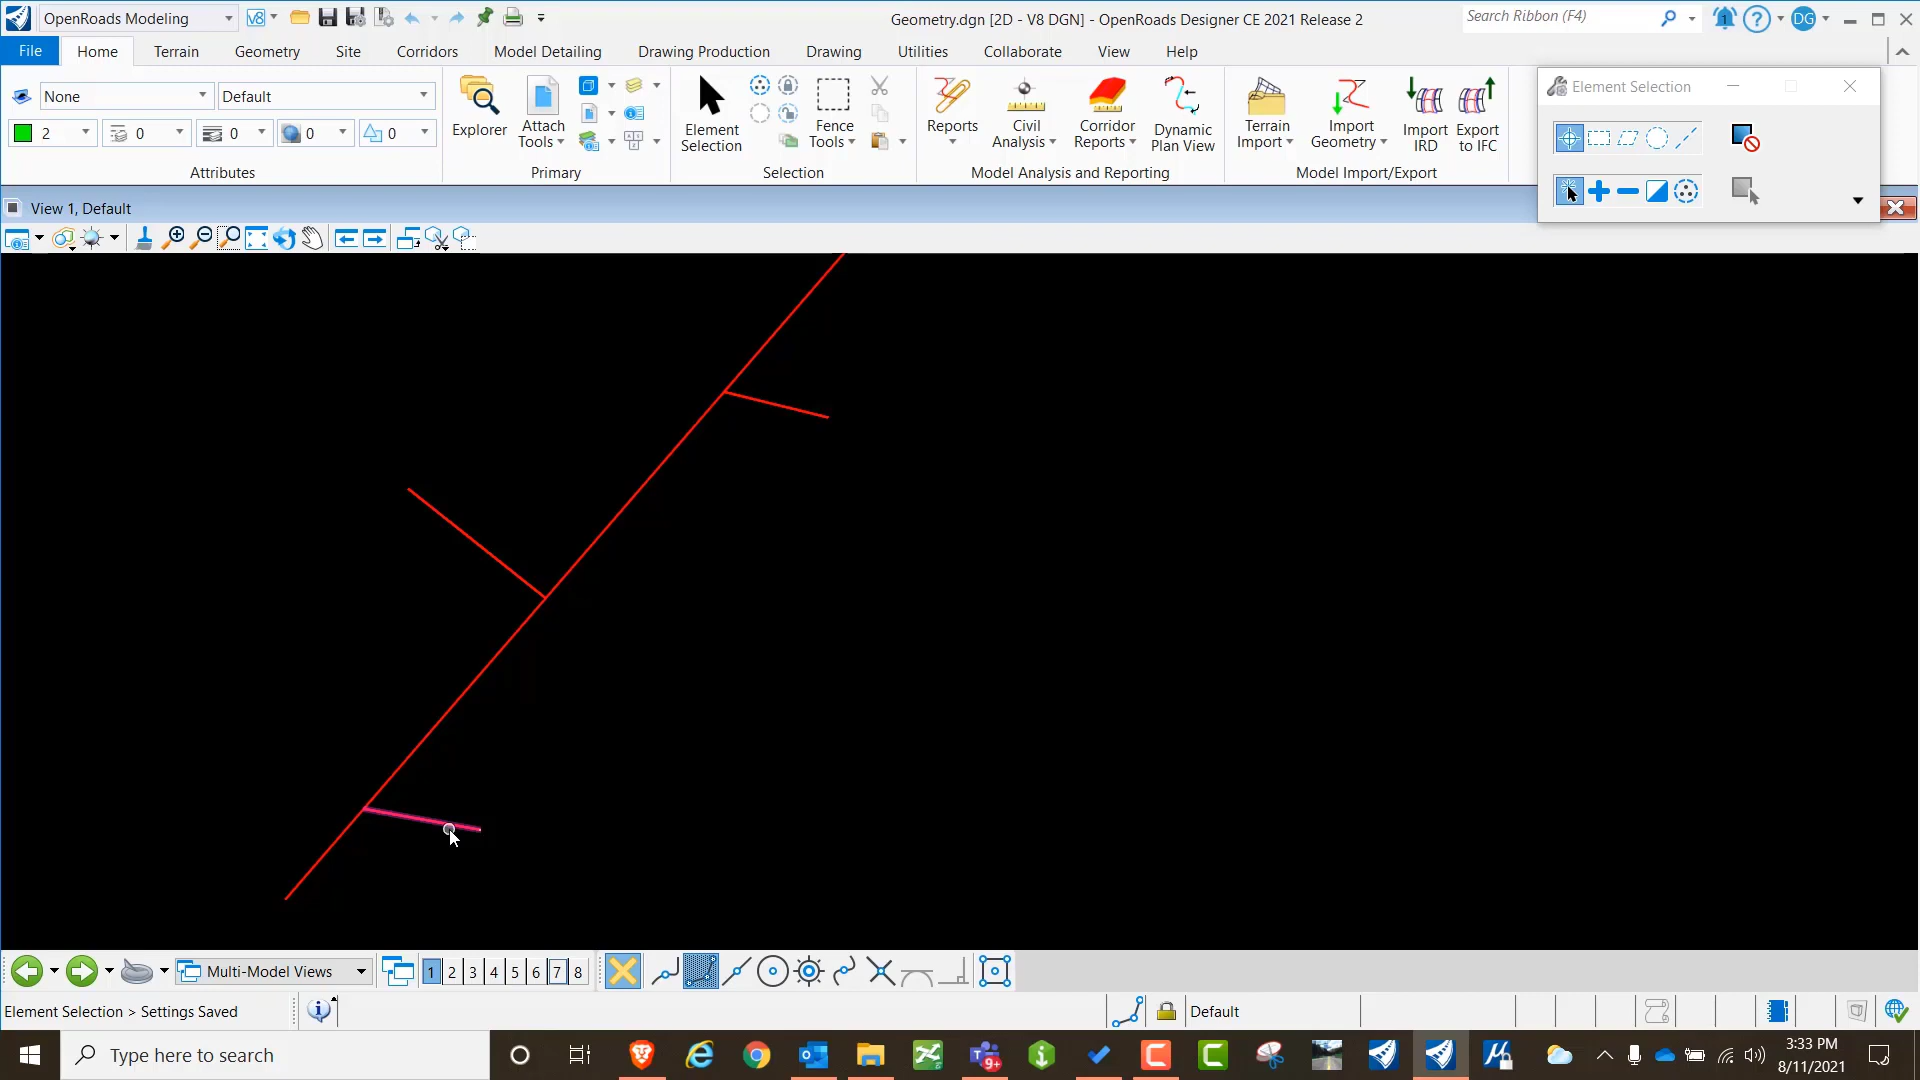 OpenRoads Modeling
V8
Geometry.dgn [2D - V8 DGN] - OpenRoads Designer CE 2021 Release 2
Search Ribbon (F4)
DG
File Home Terrain Geometry Site Corridors Model Detailing Drawing Production Drawing Utilities Collaborate View Help
None Default
2 0 0 0 0
Attributes
Explorer
Attach Tools
Primary
Element Selection
Fence Tools
Selection
Reports
Civil Analysis
Corridor Reports
Dynamic Plan View
Model Analysis and Reporting
Terrain Import
Import Geometry
Import IRD
Export to IFC
Model Import/Export
Element Selection
View 1, Default
Multi-Model Views
1 2 3 4 5 6 7 8
Element Selection > Settings Saved
Default
Type here to search
9+
3:33 PM
8/11/2021